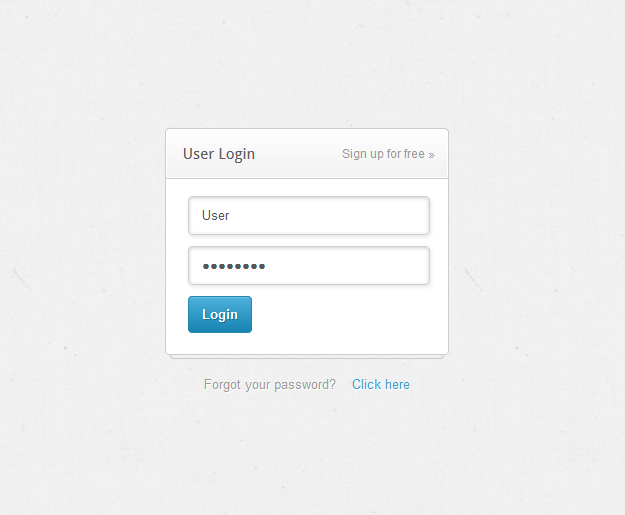 User Login
Sign up for free »
User
••••••••
Login
Forgot your password? Click here